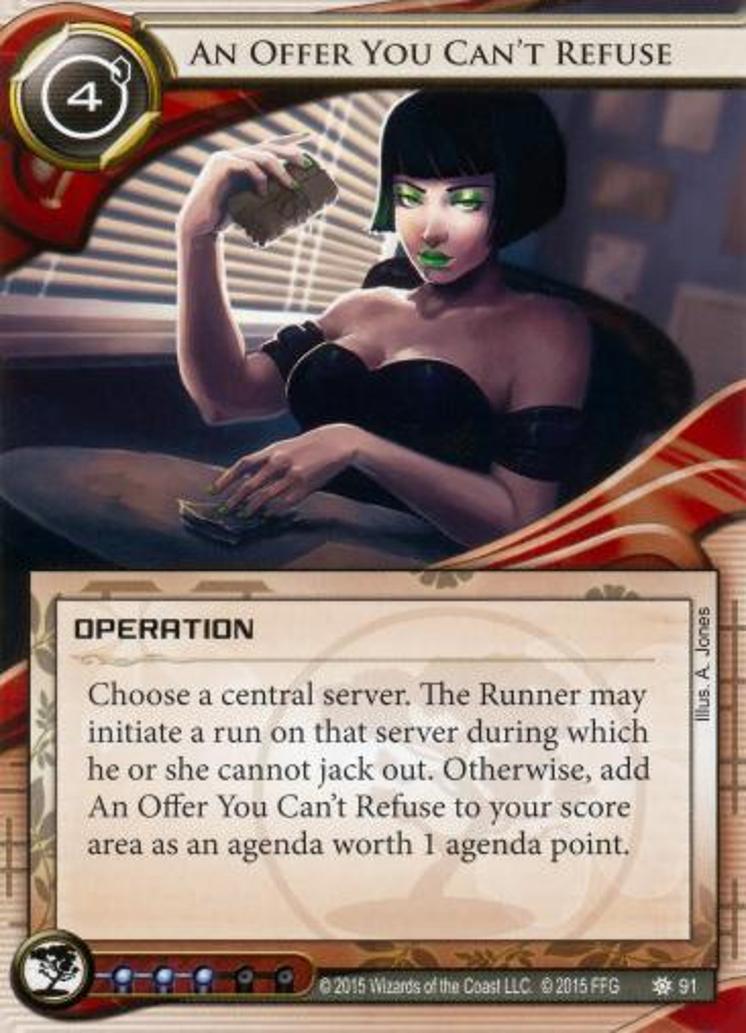 An Offer You Can't Refuse
4
OPERATION
Choose a central server. The Runner may
initiate a run on that server during which
he or she cannot jack out. Otherwise, add
An Offer You Can't Refuse to your score
area as an agenda worth 1 agenda point.
Illus. A. Jones
© 2015 Wizards of the Coast LLC. © 2015 FFG
91